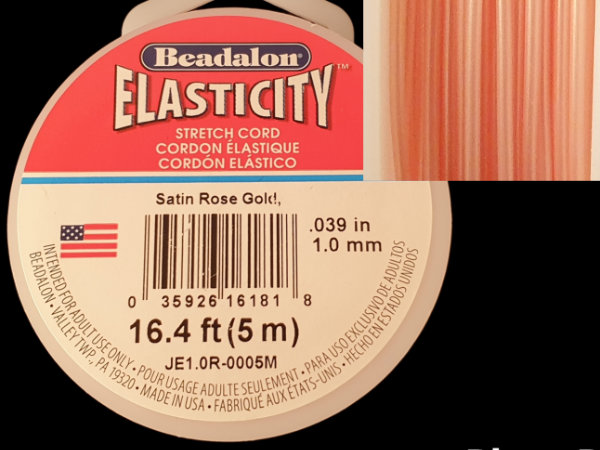 Beadalon®
ELASTICITY™
STRETCH CORD
CORDON ÉLASTIQUE
CORDÓN ELÁSTICO
Satin Rose Gold,
.039 in
1.0 mm
0 35926 16181 8
16.4 ft (5 m)
JE1.0R-0005M
INTENDED FOR ADULT USE ONLY • POUR USAGE ADULTE SEULEMENT • PARA USO EXCLUSIVO DE ADULTOS
BEADALON • VALLEY TWP., PA 19320 • MADE IN USA • FABRIQUÉ AUX ÉTATS-UNIS • HECHO EN ESTADOS UNIDOS